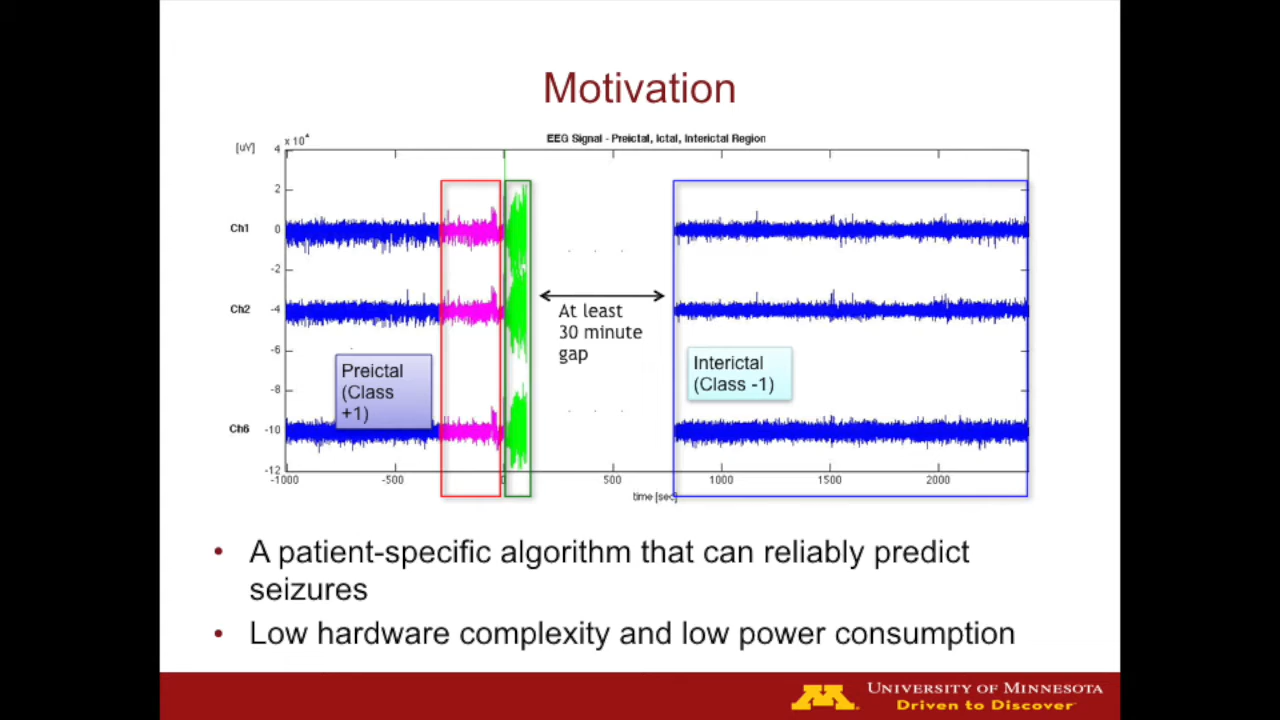 Motivation
EEG Signal - Preictal, Ictal, Interictal Region
[uV]
x 10⁴
4
2
Ch1
0
-2
Ch2
-4
At least
30 minute
gap
-6
Preictal
(Class
+1)
Interictal
(Class -1)
-8
Ch6
-10
-12
-1000
-500
0
500
1000
1500
2000
time [sec]
• A patient-specific algorithm that can reliably predict
seizures
• Low hardware complexity and low power consumption
M
UNIVERSITY OF MINNESOTA
Driven to Discover